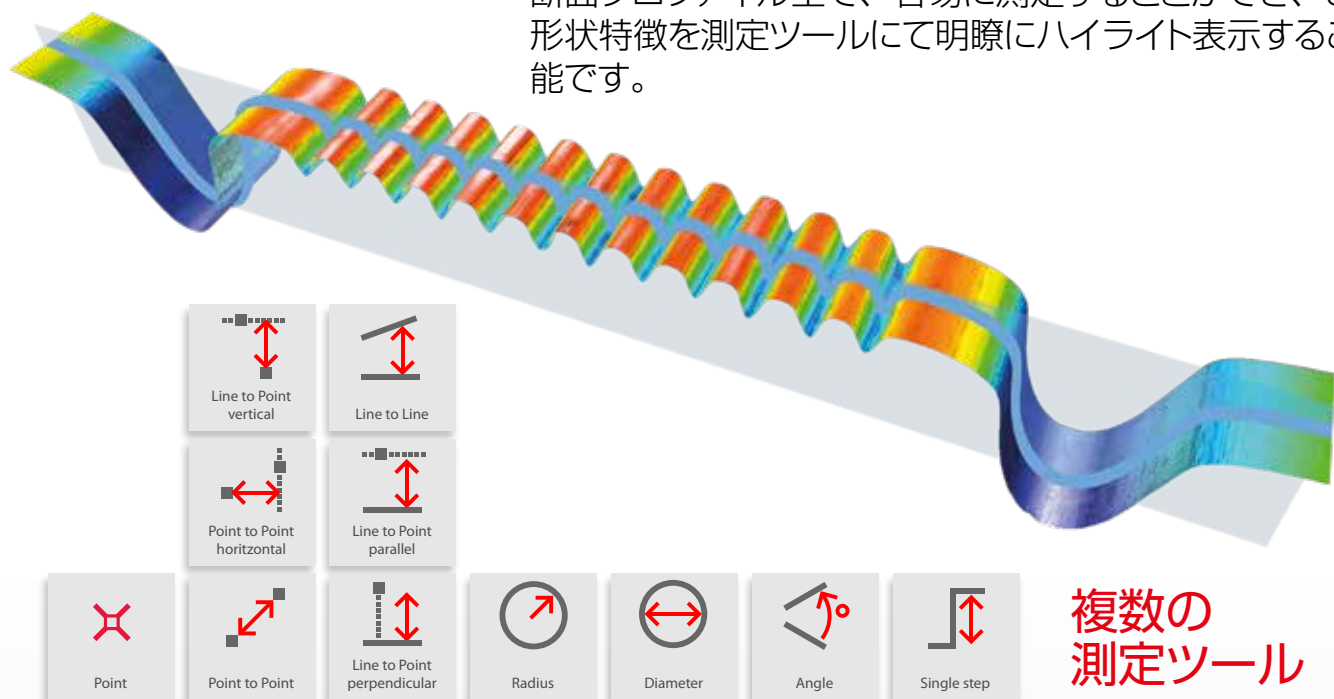 形状特徴を測定ツールにて明瞭にハイライト表示するこ
能です。
Line to Point
vertical
Line to Line
Point to Point
horitzontal
Line to Point
parallel
Point
Point to Point
Line to Point
perpendicular
Radius
Diameter
Angle
Single step
複数の
測定ツール